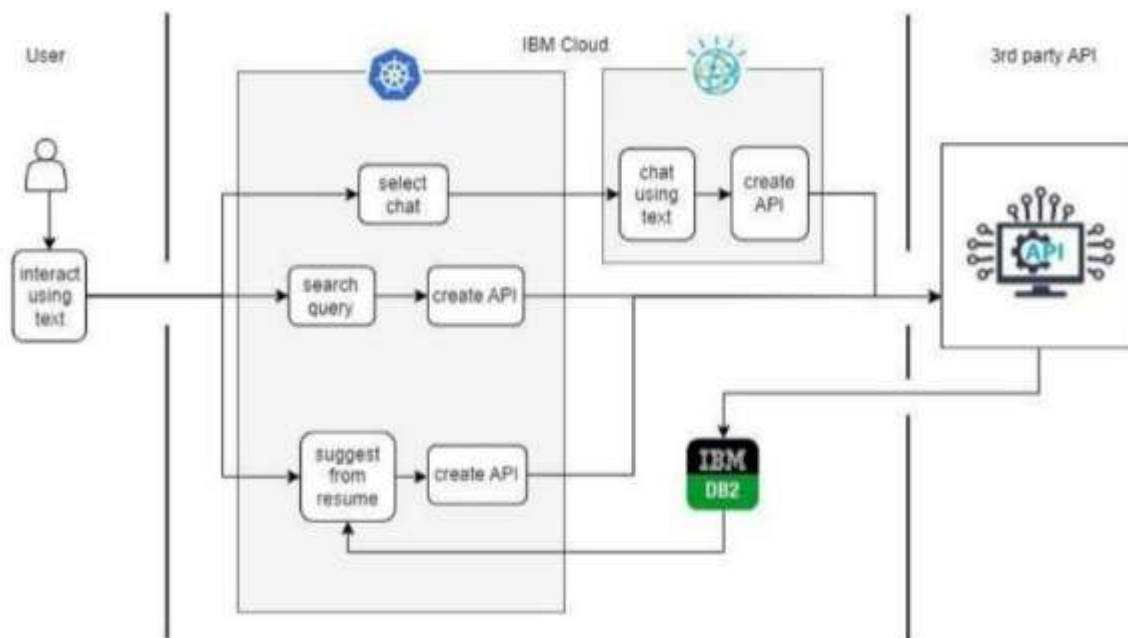 User
IBM Cloud
3rd party API
select
chat
chat
using
text
create
API
API
interact
using
text
search
query
create API
suggest
from
resume
create API
IBM
DB2